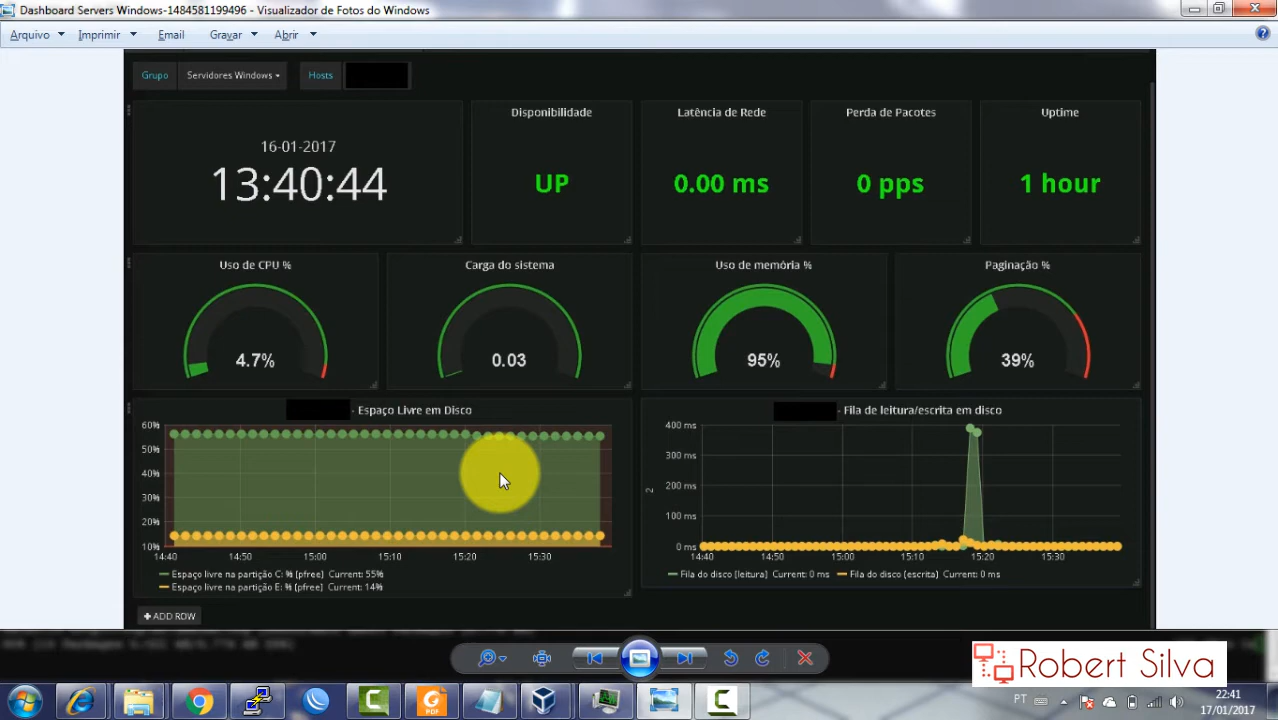 Dashboard Servers Windows-1484581199496 - Visualizador de Fotos do Windows
Arquivo Imprimir Email Gravar Abrir
Grupo Servidores Windows Hosts
16-01-2017
13:40:44
Disponibilidade
UP
Latência de Rede
0.00 ms
Perda de Pacotes
0 pps
Uptime
1 hour
Uso de CPU %
4.7%
Carga do sistema
0.03
Uso de memória %
95%
Paginação %
39%
- Espaço Livre em Disco
60%
50%
40%
30%
20%
10%
14:40 14:50 15:00 15:10 15:20 15:30
Espaço livre na partição C: % [pfree] Current: 55%
Espaço livre na partição E: % [pfree] Current: 14%
- Fila de leitura/escrita em disco
400 ms
300 ms
200 ms
100 ms
0 ms
2
14:40 14:50 15:00 15:10 15:20 15:30
Fila do disco [leitura] Current: 0 ms Fila do disco [escrita] Current: 0 ms
+ ADD ROW
Robert Silva
PDF
PT
22:41
17/01/2017